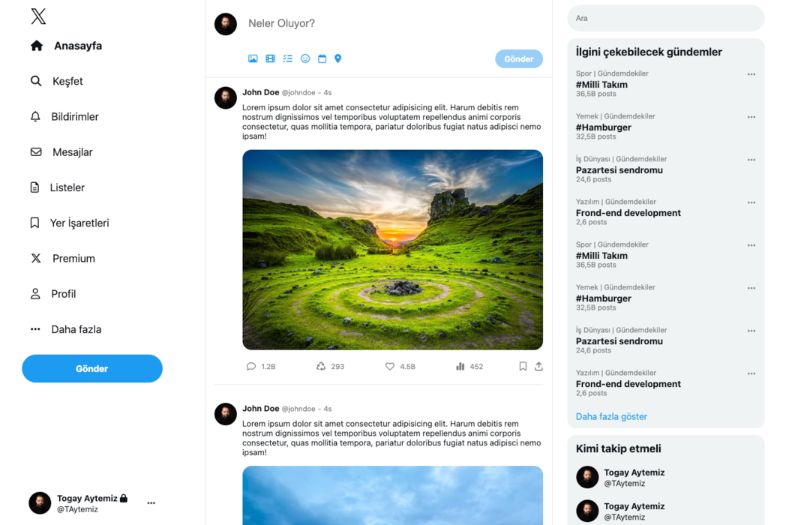 Anasayfa
Keşfet
Bildirimler
Mesajlar
Listeler
Yer İşaretleri
Premium
Profil
Daha fazla
Gönder
Togay Aytemiz
@TAytemiz
Neler Oluyor?
Gönder
John Doe @johndoe - 4s
Lorem ipsum dolor sit amet consectetur adipisicing elit. Harum debitis rem
nostrum dignissimos vel temporibus voluptatem repellendus animi corporis
consectetur, quas mollitia tempora, pariatur doloribus fugiat natus adipisci nemo
ipsam!
1.2B 293 4.5B 452
John Doe @johndoe - 4s
Lorem ipsum dolor sit amet consectetur adipisicing elit. Harum debitis rem
nostrum dignissimos vel temporibus voluptatem repellendus animi corporis
consectetur, quas mollitia tempora, pariatur doloribus fugiat natus adipisci nemo
ipsam!
Ara
İlgini çekebilecek gündemler
Spor | Gündemdekiler
#Milli Takım
36,5B posts
Yemek | Gündemdekiler
#Hamburger
32,5B posts
İş Dünyası | Gündemdekiler
Pazartesi sendromu
24,6 posts
Yazılım | Gündemdekiler
Frond-end development
2,6 posts
Spor | Gündemdekiler
#Milli Takım
36,5B posts
Yemek | Gündemdekiler
#Hamburger
32,5B posts
İş Dünyası | Gündemdekiler
Pazartesi sendromu
24,6 posts
Yazılım | Gündemdekiler
Frond-end development
2,6 posts
Daha fazla göster
Kimi takip etmeli
Togay Aytemiz
@TAytemiz
Togay Aytemiz
@TAytemiz